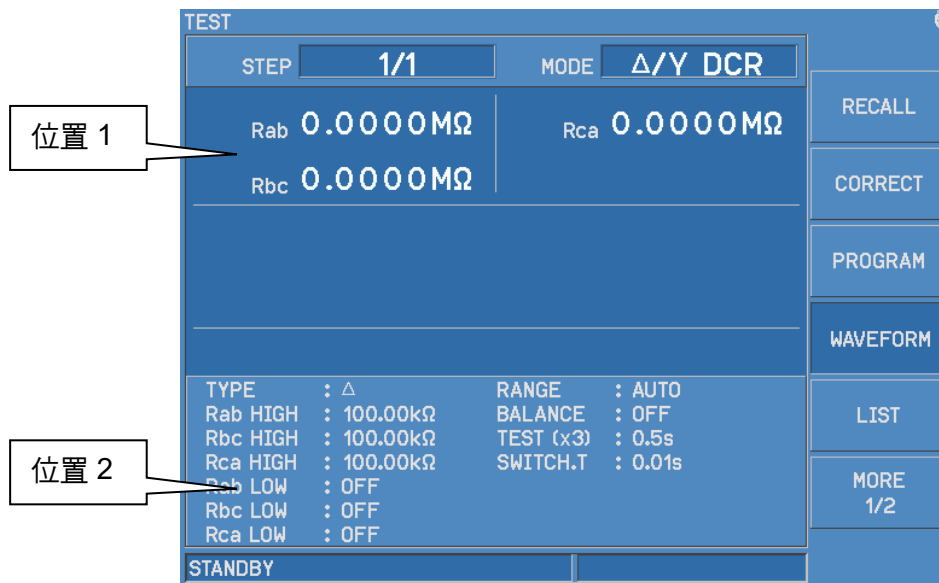 TEST
STEP 1/1 MODE Δ/Y DCR
位置 1
Rab 0.0000MΩ Rca 0.0000MΩ
Rbc 0.0000MΩ
TYPE : △ RANGE : AUTO
Rab HIGH : 100.00kΩ BALANCE : OFF
Rbc HIGH : 100.00kΩ TEST (x3) : 0.5s
Rca HIGH : 100.00kΩ SWITCH.T : 0.01s
位置 2
Rab LOW : OFF
Rbc LOW : OFF
Rca LOW : OFF
STANDBY
RECALL
CORRECT
PROGRAM
WAVEFORM
LIST
MORE
1/2